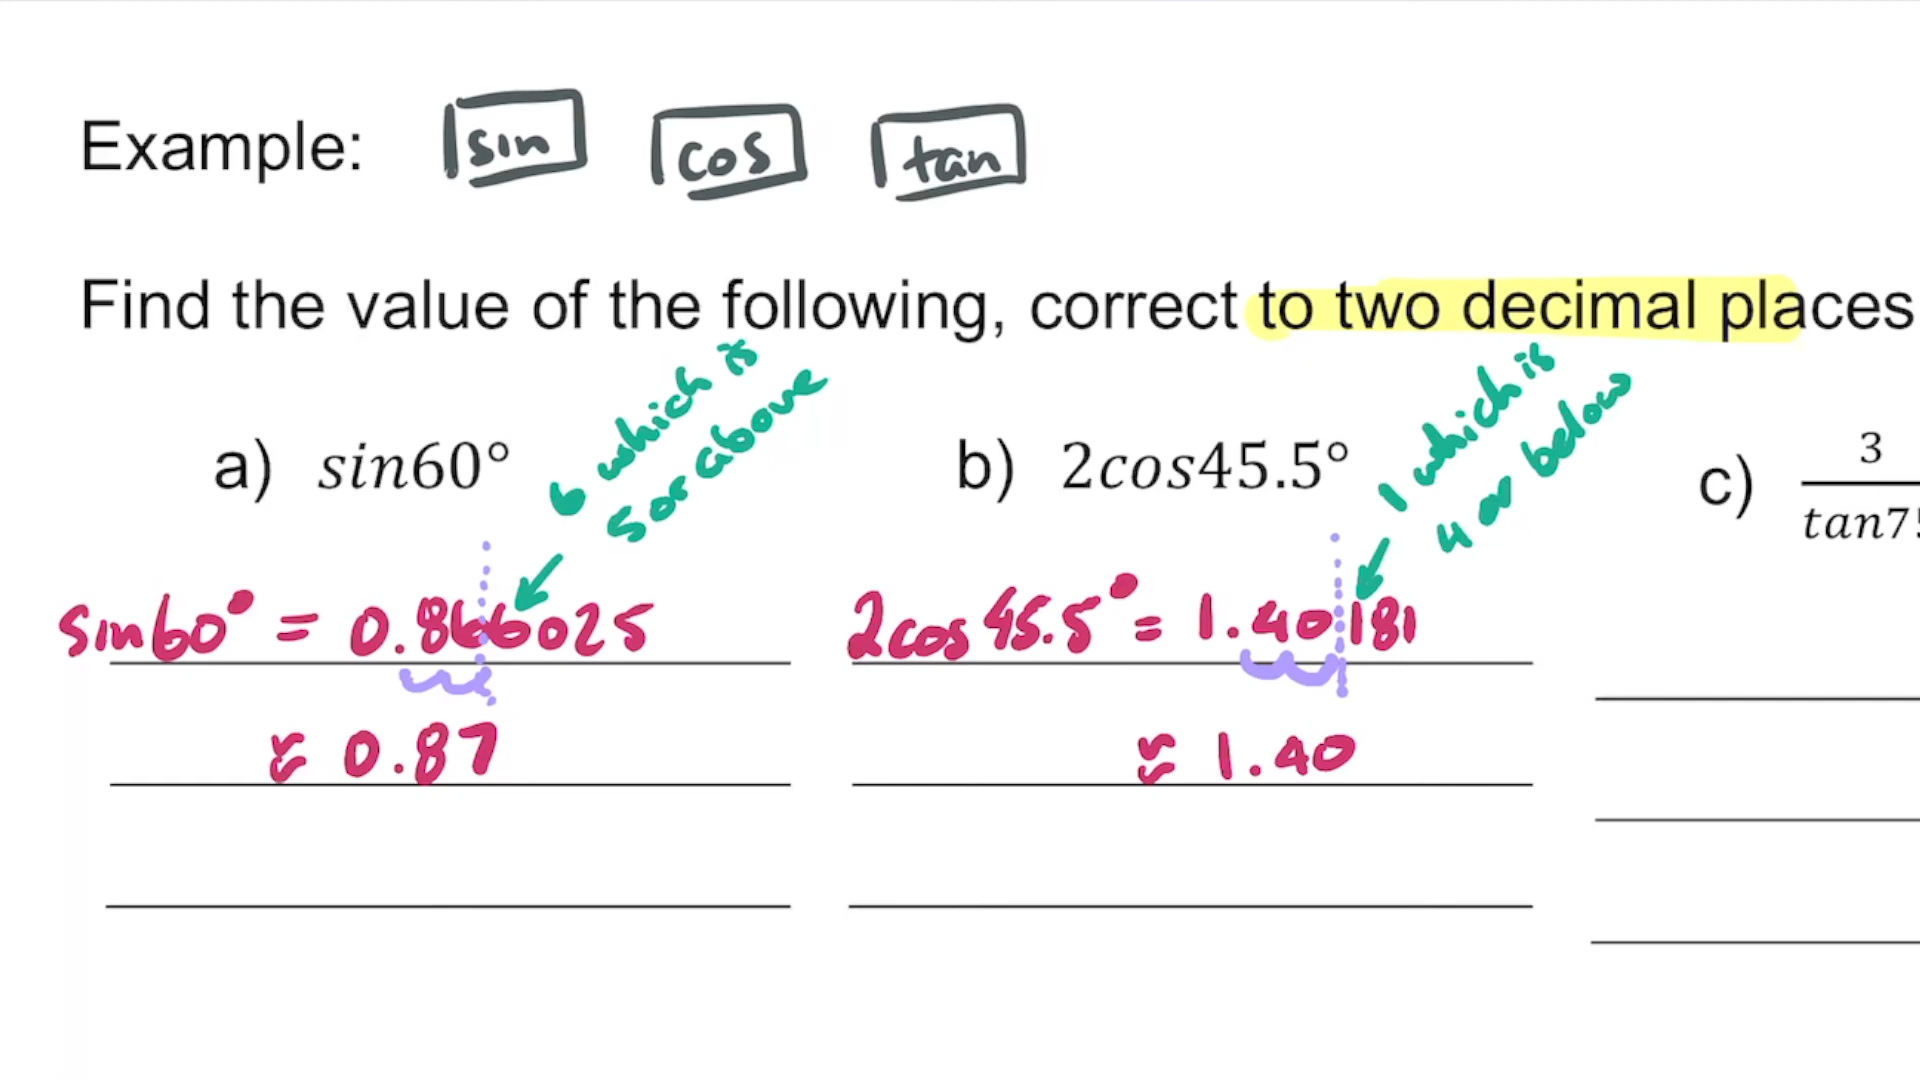 Example: sin cos tan
Find the value of the following, correct to two decimal places
6 which is
5 or above
1 which is
4 or below
a) sin60°
b) 2cos45.5°
c) 3
tan75
sin60° = 0.866025
2cos45.5° = 1.40181
≈ 0.87
≈ 1.40